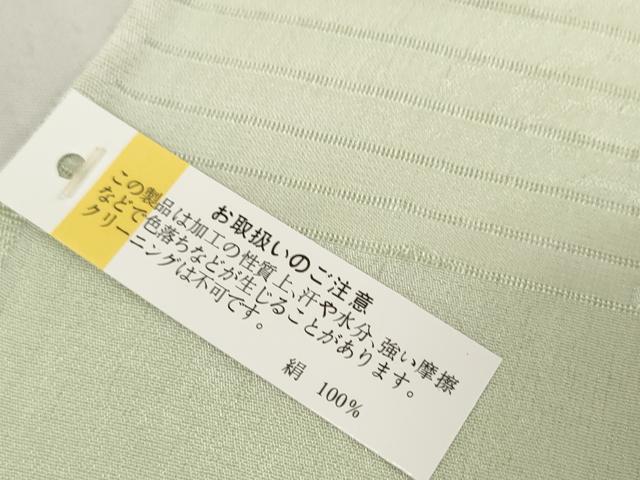 お取扱いのご注意
この製品は加工の性質上、汗や水分、強い摩擦
などで色落ちなどが生じることがあります。
クリーニングは不可です。
絹 100%